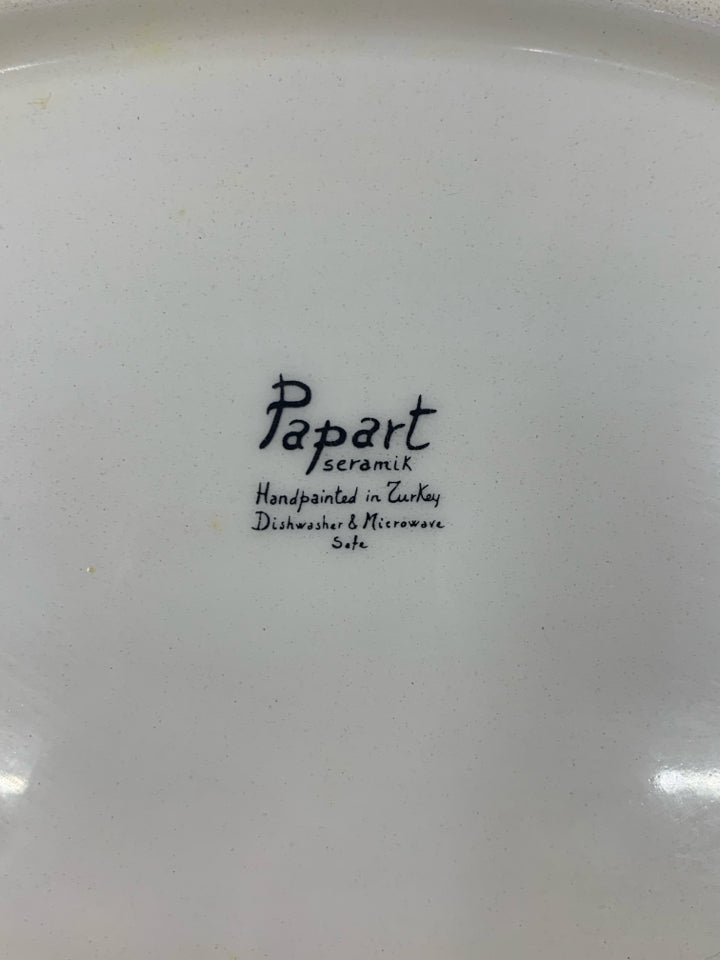 Papart
seramik
Handpainted in Turkey
Dishwasher & Microwave
Safe